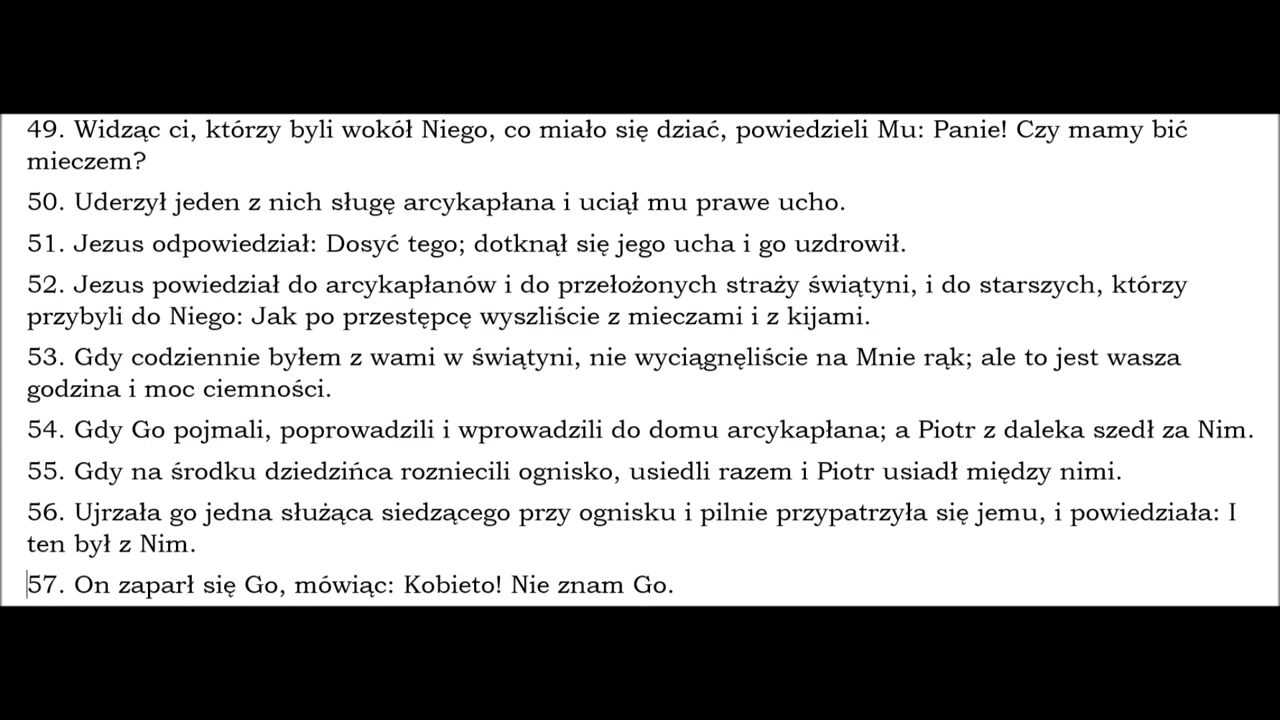 49. Widząc ci, którzy byli wokół Niego, co miało się dziać, powiedzieli Mu: Panie! Czy mamy bić
mieczem?
50. Uderzył jeden z nich sługę arcykapłana i uciął mu prawe ucho.
51. Jezus odpowiedział: Dosyć tego; dotknął się jego ucha i go uzdrowił.
52. Jezus powiedział do arcykapłanów i do przełożonych straży świątyni, i do starszych, którzy
przybyli do Niego: Jak po przestępcę wyszliście z mieczami i z kijami.
53. Gdy codziennie byłem z wami w świątyni, nie wyciągnęliście na Mnie rąk; ale to jest wasza
godzina i moc ciemności.
54. Gdy Go pojmali, poprowadzili i wprowadzili do domu arcykapłana; a Piotr z daleka szedł za Nim.
55. Gdy na środku dziedzińca rozniecili ognisko, usiedli razem i Piotr usiadł między nimi.
56. Ujrzała go jedna służąca siedzącego przy ognisku i pilnie przypatrzyła się jemu, i powiedziała: I
ten był z Nim.
57. On zaparł się Go, mówiąc: Kobieto! Nie znam Go.